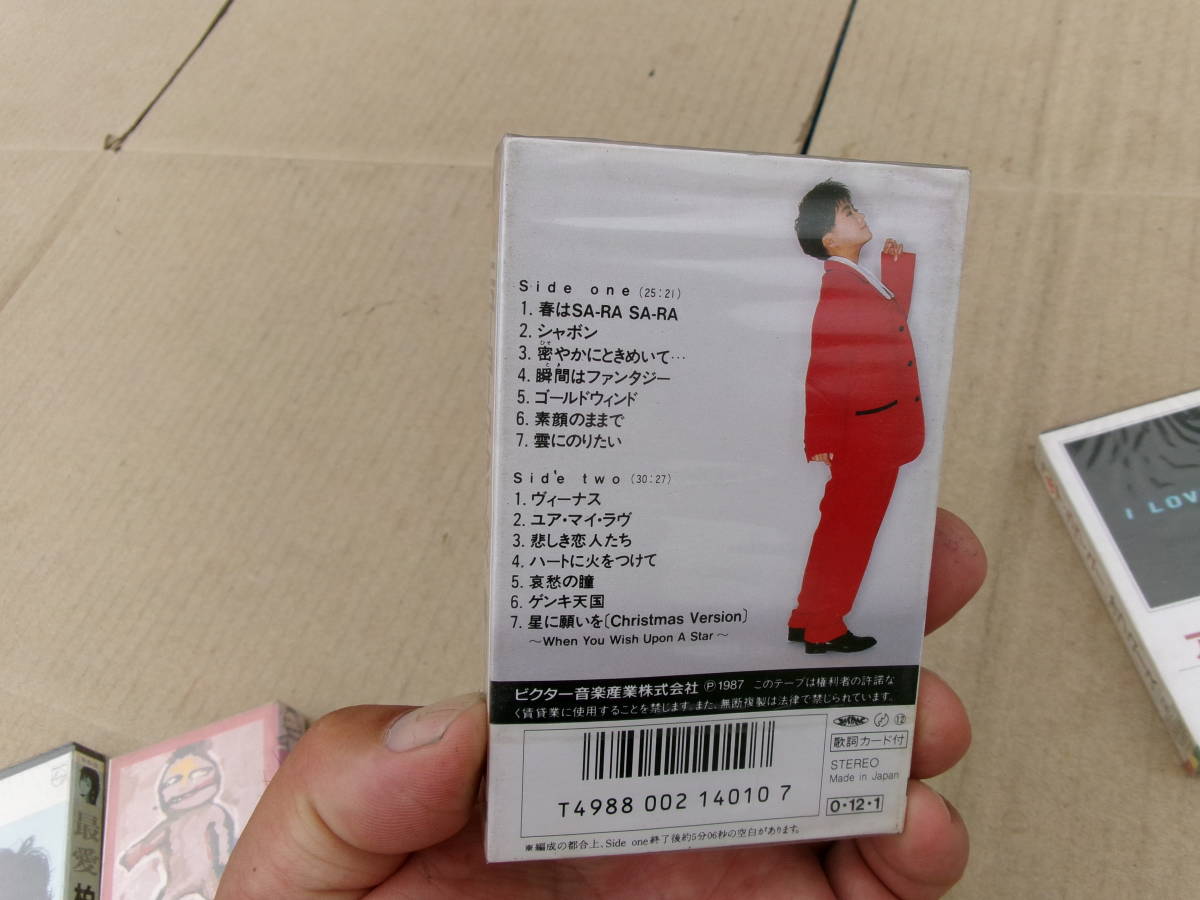 Side one (25:21)
1. 春はSA-RA SA-RA
2. シャボン
ひそ
3. 密やかにときめいて…
とき
4. 瞬間はファンタジー
5. ゴールドウィンド
6. 素顔のままで
7. 雲にのりたい
Side two (30:27)
1. ヴィーナス
2. ユア・マイ・ラヴ
3. 悲しき恋人たち
4. ハートに火をつけて
5. 哀愁の瞳
6. ゲンキ天国
7. 星に願いを〔Christmas Version〕
〜When You Wish Upon A Star〜
ビクター音楽産業株式会社 Ⓟ1987 このテープは権利者の許諾な
く賃貸業に使用することを禁じます。また、無断複製は法律で禁じられています。
⑫
歌詞カード付
STEREO
Made in Japan
T4988 002 14010 7
0・12・1
※編成の都合上、Side one終了後約5分06秒の空白があります。
I LOV
最愛